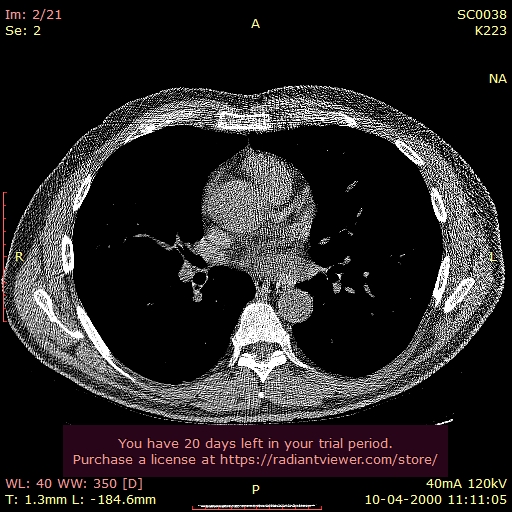 Im: 2/21
Se: 2
A
SC0038
K223
NA
R
L
You have 20 days left in your trial period.
Purchase a license at https://radiantviewer.com/store/
WL: 40 WW: 350 [D]
T: 1.3mm L: -184.6mm
P
40mA 120kV
10-04-2000 11:11:05